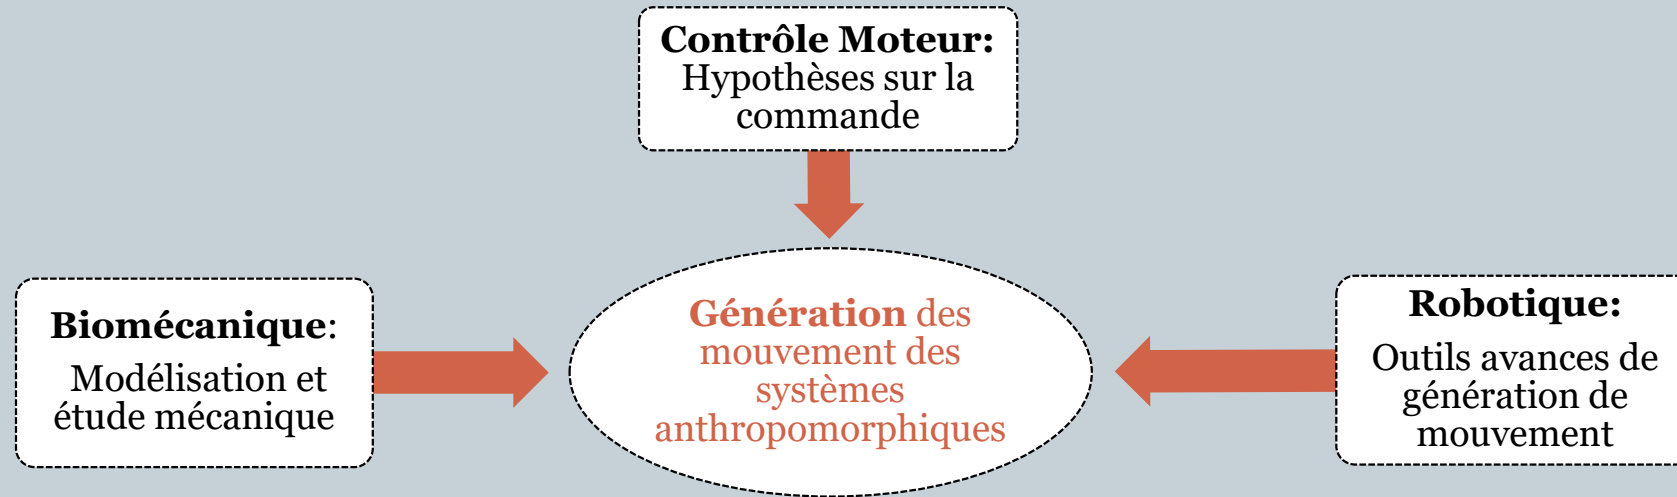 Contrôle Moteur:
Hypothèses sur la
commande
Biomécanique:
Modélisation et
étude mécanique
Génération des
mouvement des
systèmes
anthropomorphiques
Robotique:
Outils avances de
génération de
mouvement